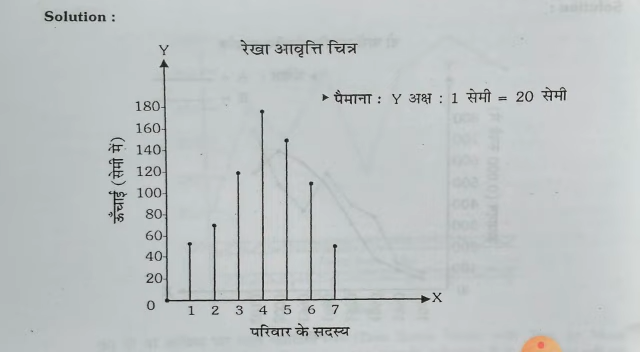 Solution :
रेखा आवृत्ति चित्र
Y
➤ पैमाना : Y अक्ष : 1 सेमी = 20 सेमी
180
160
140
120
100
80
60
40
20
0
ऊँचाई (सेमी में)
1 2 3 4 5 6 7
X
परिवार के सदस्य